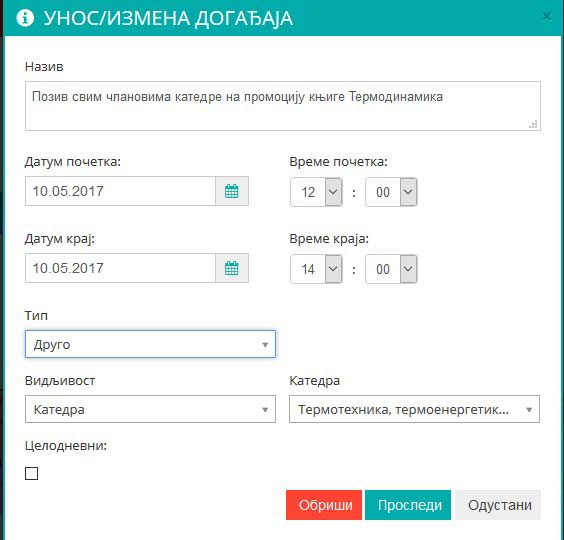 УНОС/ИЗМЕНА ДОГАЂАЈА
Назив
Позив свим члановима катедре на промоцију књиге Термодинамика
Датум почетка: Време почетка:
10.05.2017 12 : 00
Датум крај: Време краја:
10.05.2017 14 : 00
Тип
Друго
Видљивост Катедра
Катедра Термотехника, термоенергетик...
Целодневни:
Обриши Проследи Одустани